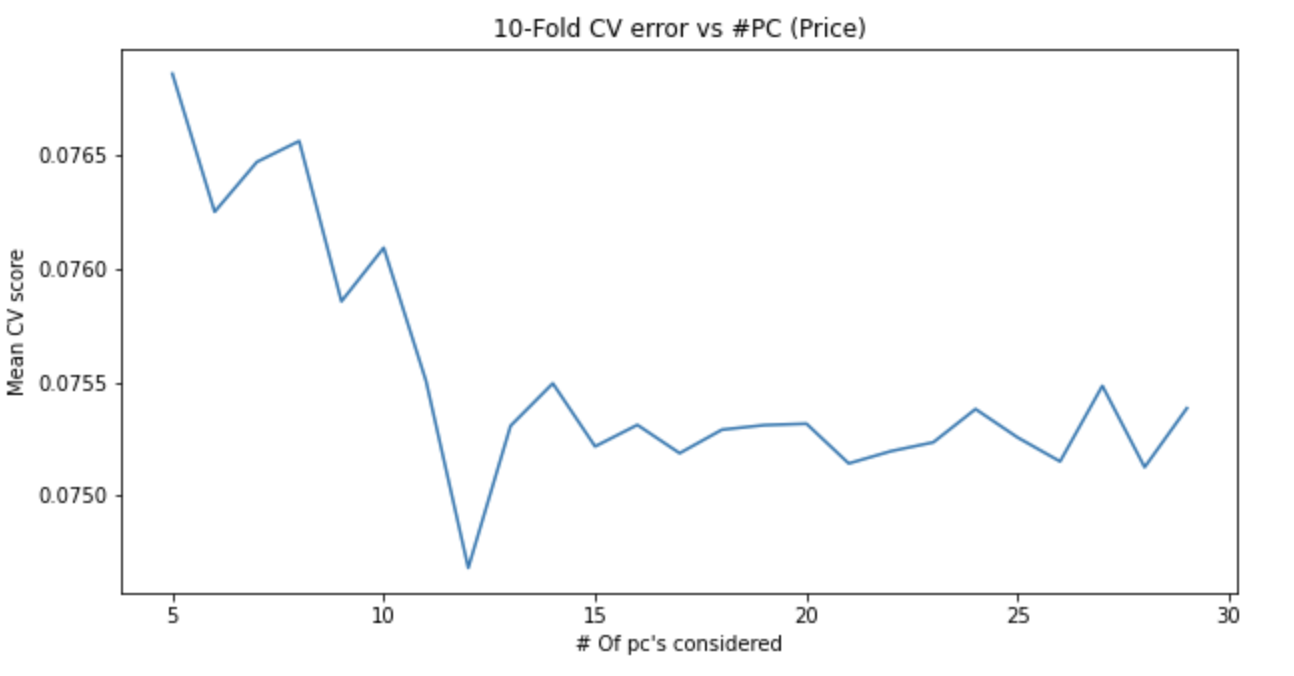 10-Fold CV error vs #PC (Price)
Mean CV score
0.0765
0.0760
0.0755
0.0750
5 10 15 20 25 30
# Of pc's considered